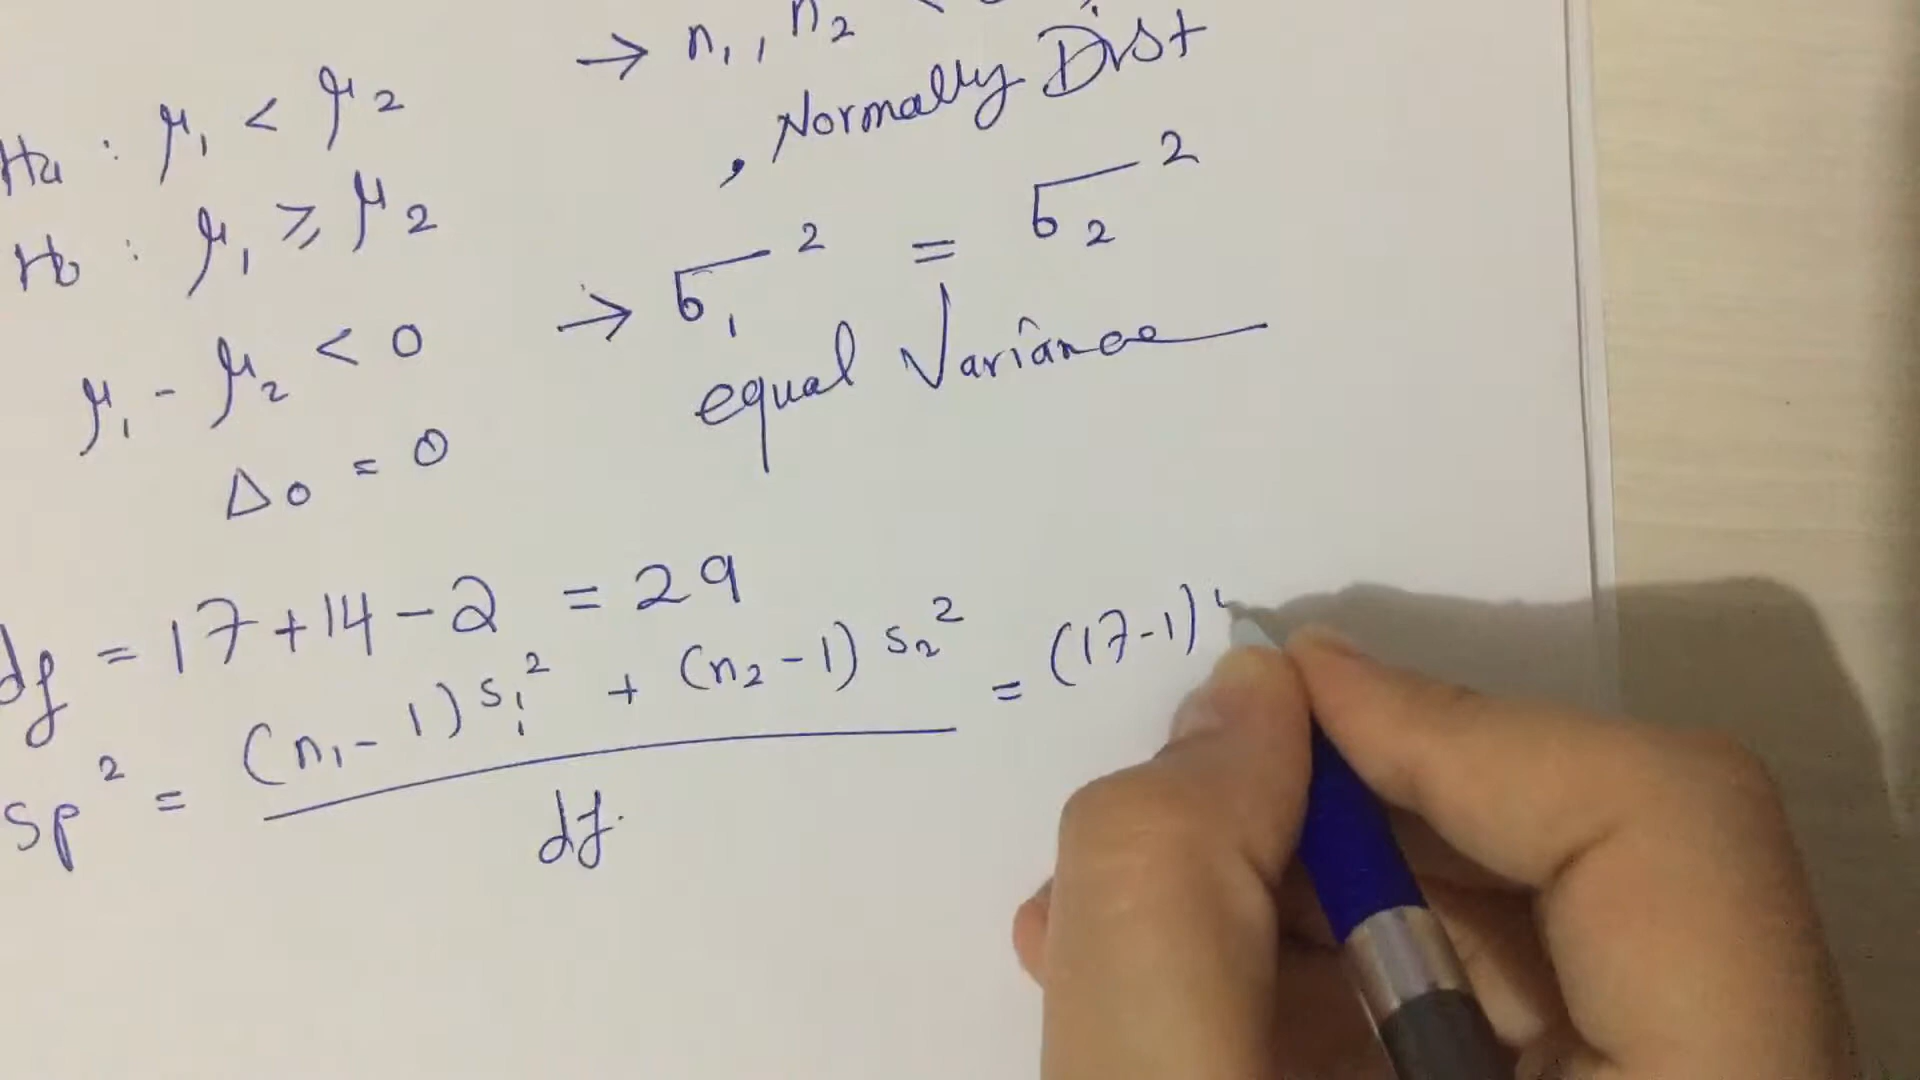 → n₁, n₂ <
, Normally Dist
Ha : μ₁ < μ₂
H₀ : μ₁ ≥ μ₂
→ σ₁² = σ₂²
equal Variance
μ₁ - μ₂ < 0
Δ₀ = 0
df = 17 + 14 - 2 = 29
Sp² = (n₁ - 1) s₁² + (n₂ - 1) s₂² = (17 - 1)
df